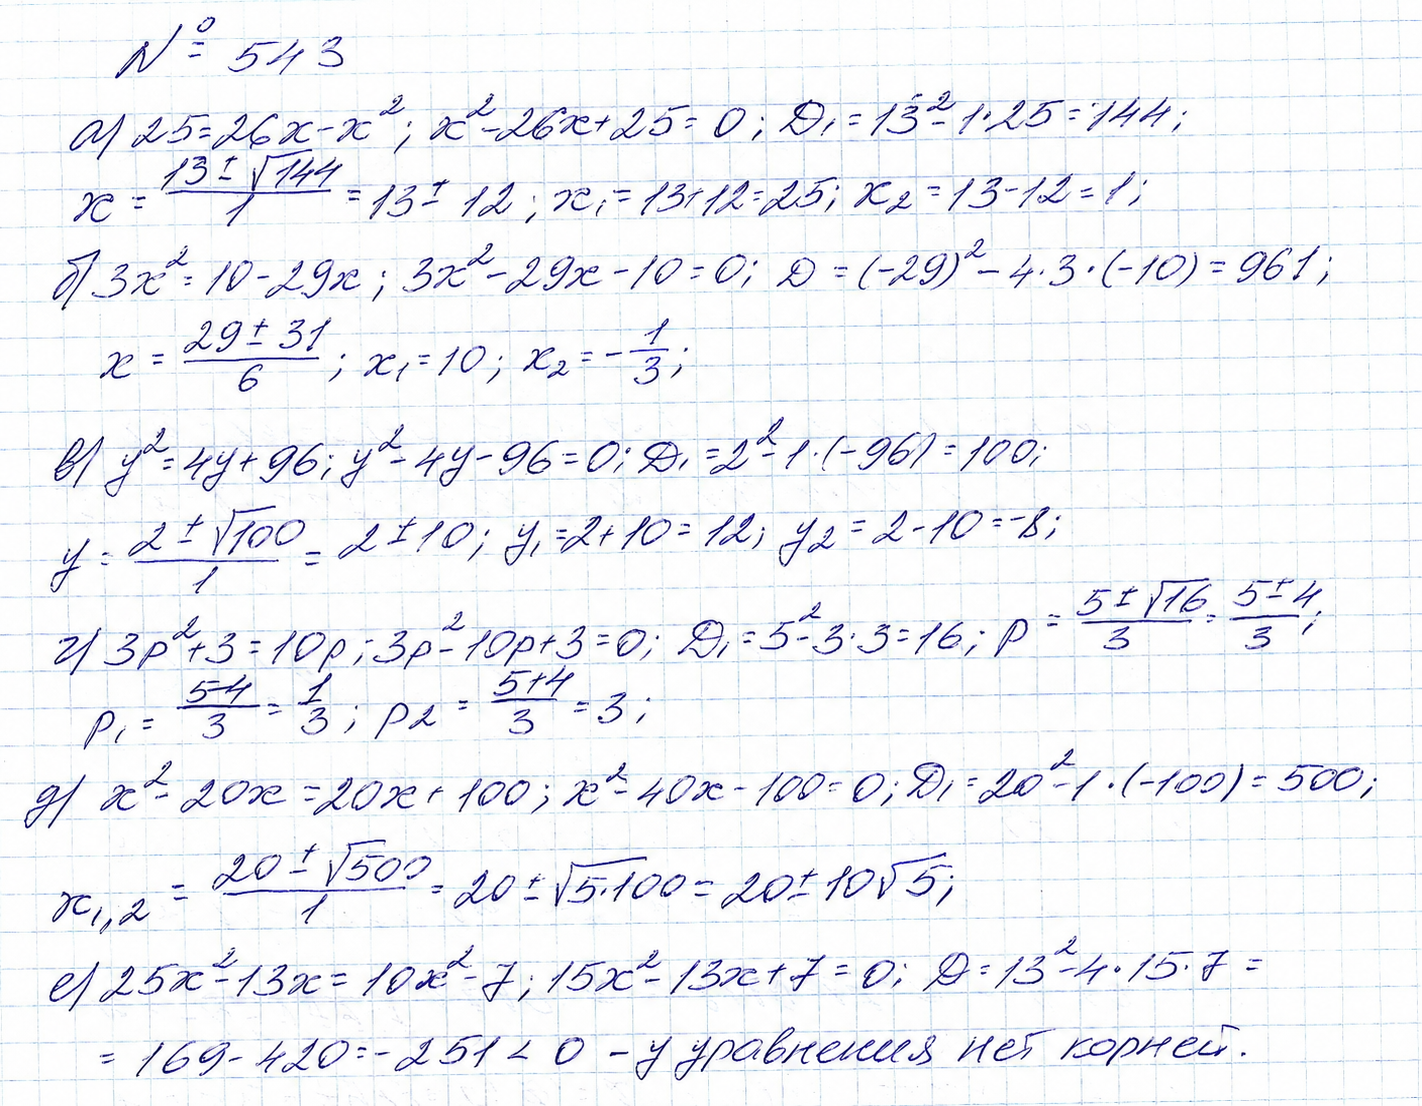 № 543
а) 25=26x-x²; x²-26x+25=0; D₁=13²-1·25=144;
x = (13±√144)/1 = 13±12; x₁=13+12=25; x₂=13-12=1;
б) 3x²=10-29x; 3x²-29x-10=0; D=(-29)²-4·3·(-10)=961;
x = (29±31)/6; x₁=10; x₂=-1/3;
в) y²=4y+96; y²-4y-96=0; D₁=2²-1·(-96)=100;
y = (2±√100)/1 = 2±10; y₁=2+10=12; y₂=2-10=-8;
г) 3p²+3=10p; 3p²-10p+3=0; D₁=5²-3·3=16; p = (5±√16)/3 = (5±4)/3;
p₁ = (5-4)/3 = 1/3; p₂ = (5+4)/3 = 3;
д) x²-20x=20x+100; x²-40x-100=0; D₁=20²-1·(-100)=500;
x₁,₂ = (20±√500)/1 = 20±√5·100 = 20±10√5;
е) 25x²-13x=10x²-7; 15x²-13x+7=0; D=13²-4·15·7=
=169-420=-251<0 - у уравнения нет корней.